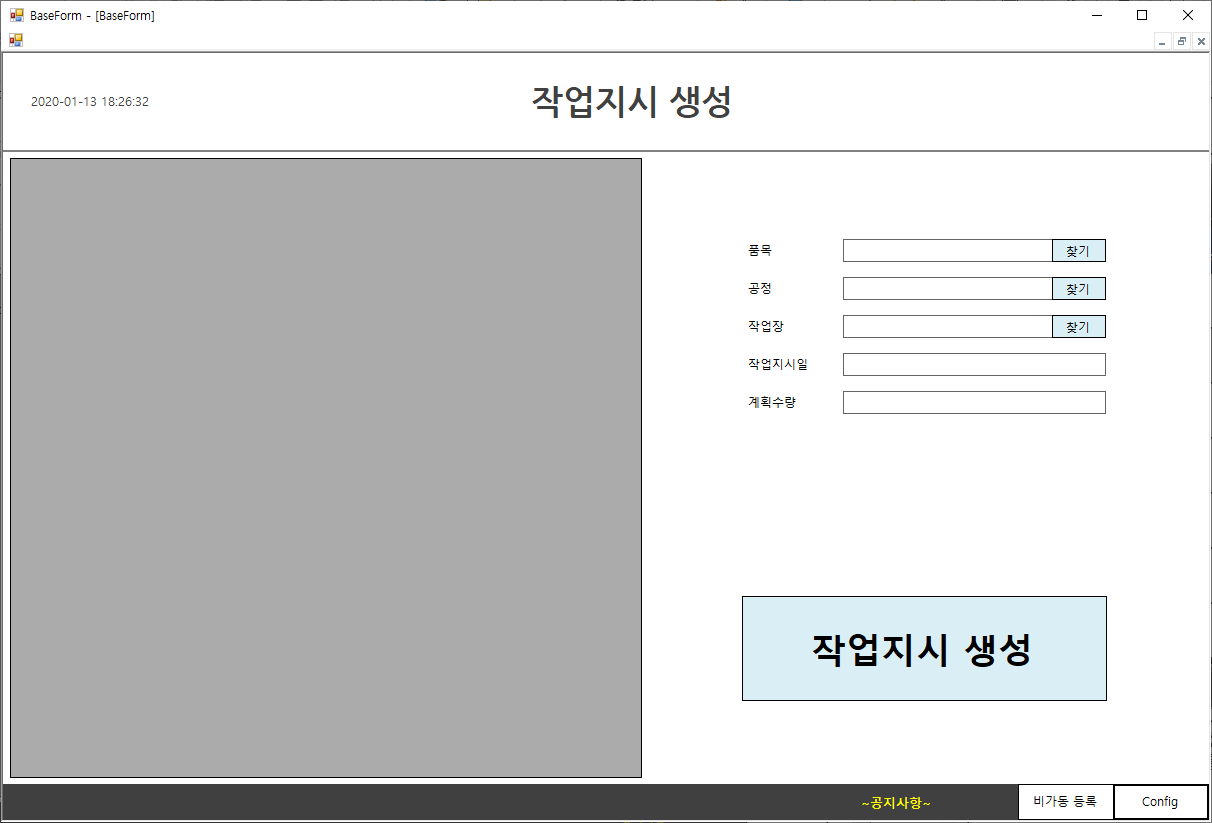 BaseForm - [BaseForm]
2020-01-13 18:26:32
작업지시 생성
품목
찾기
공정
찾기
작업장
찾기
작업지시일
계획수량
작업지시 생성
~공지사항~
비가동 등록
Config